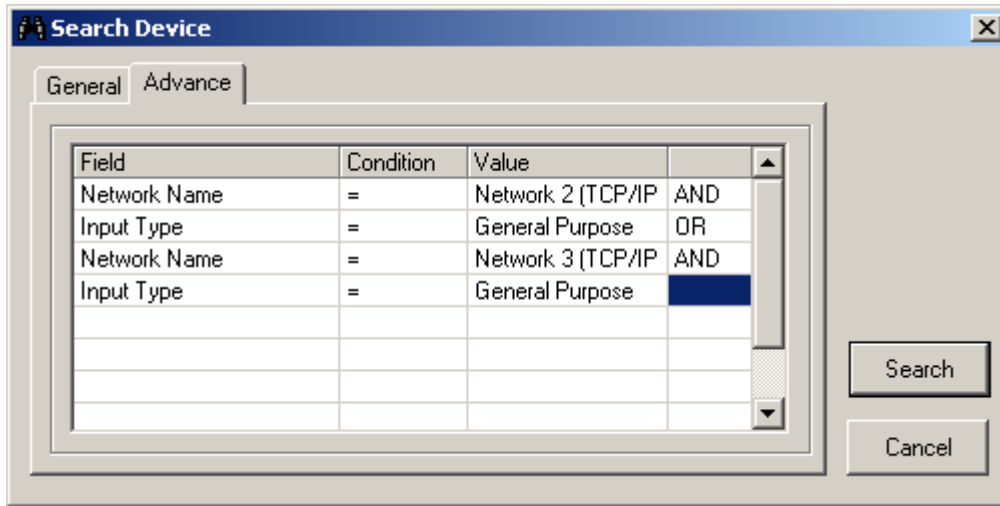 Search Device
General Advance
Field Condition Value
Network Name = Network 2 (TCP/IP AND
Input Type = General Purpose OR
Network Name = Network 3 (TCP/IP AND
Input Type = General Purpose
Search
Cancel